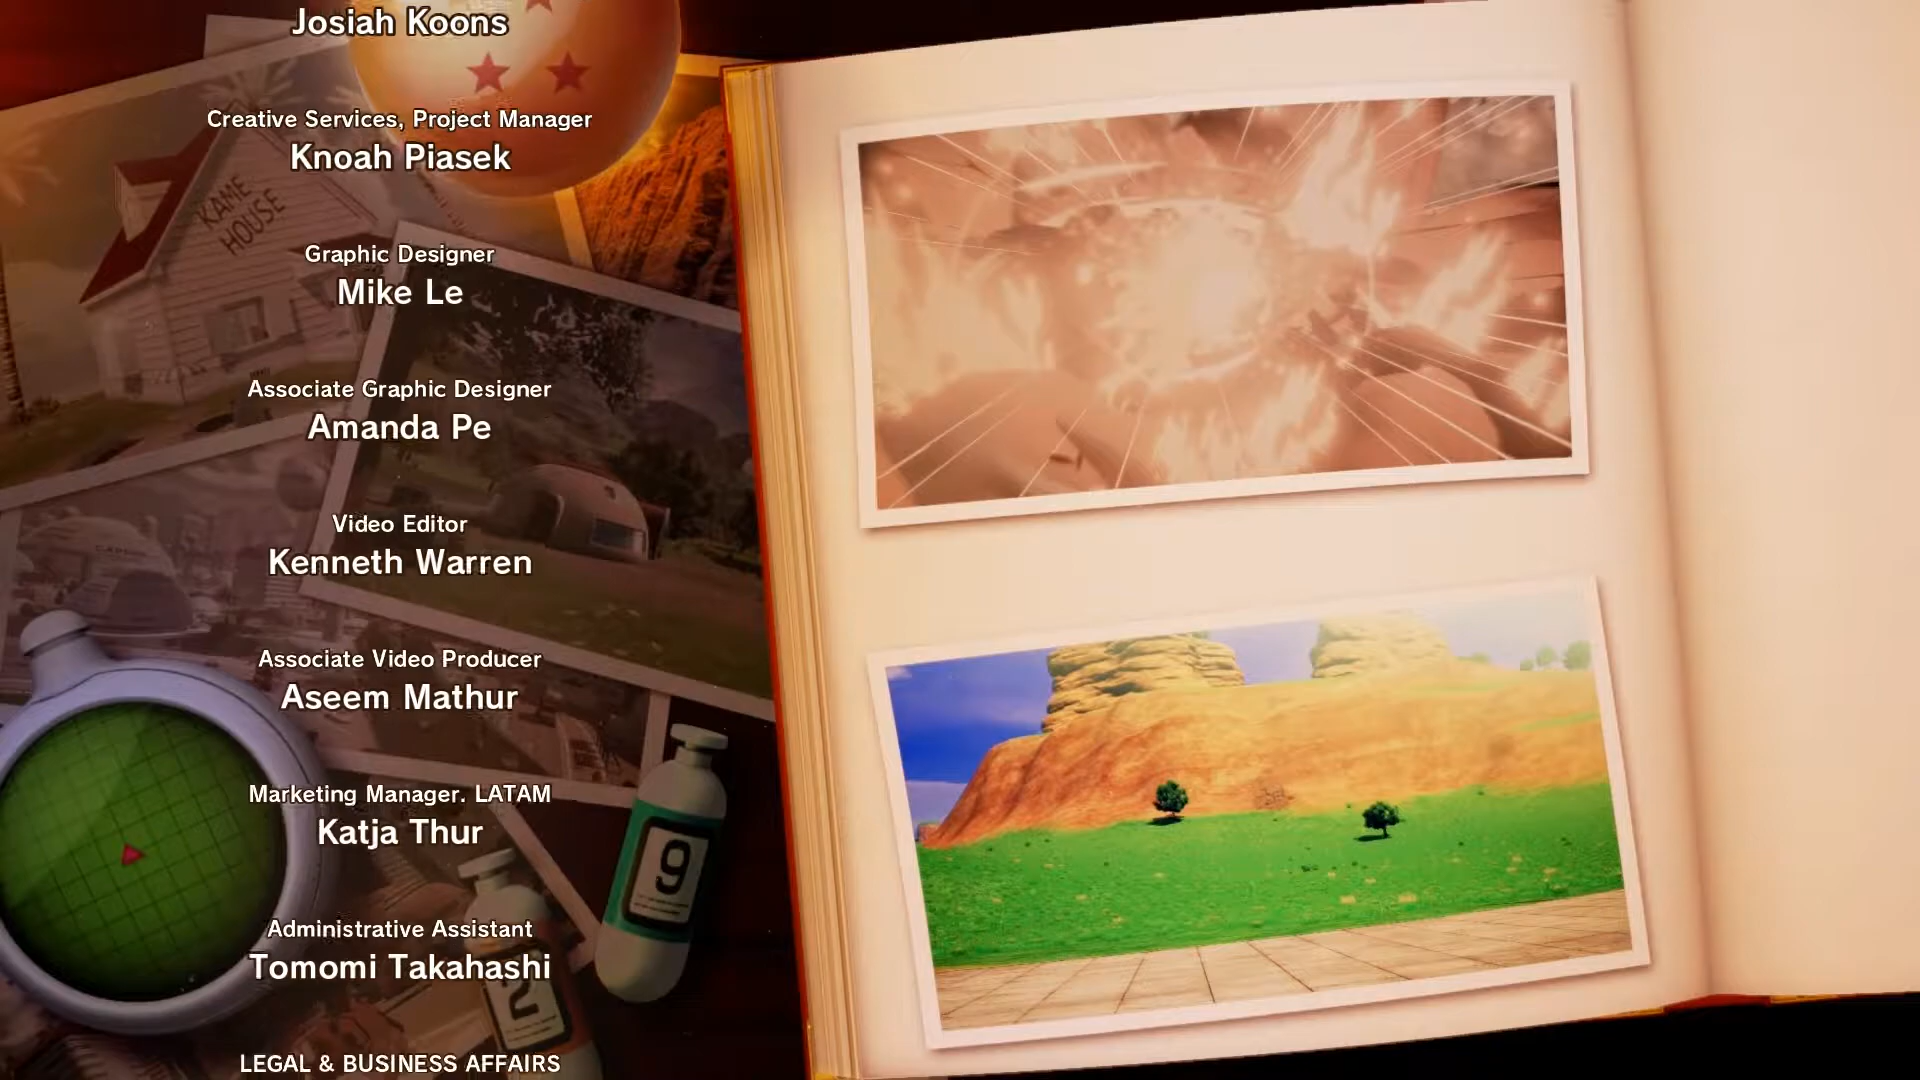 Josiah Koons
Creative Services, Project Manager
Knoah Piasek
KAME
HOUSE
Graphic Designer
Mike Le
Associate Graphic Designer
Amanda Pe
Video Editor
Kenneth Warren
Associate Video Producer
Aseem Mathur
Marketing Manager. LATAM
Katja Thur
9
Administrative Assistant
Tomomi Takahashi
2
LEGAL & BUSINESS AFFAIRS